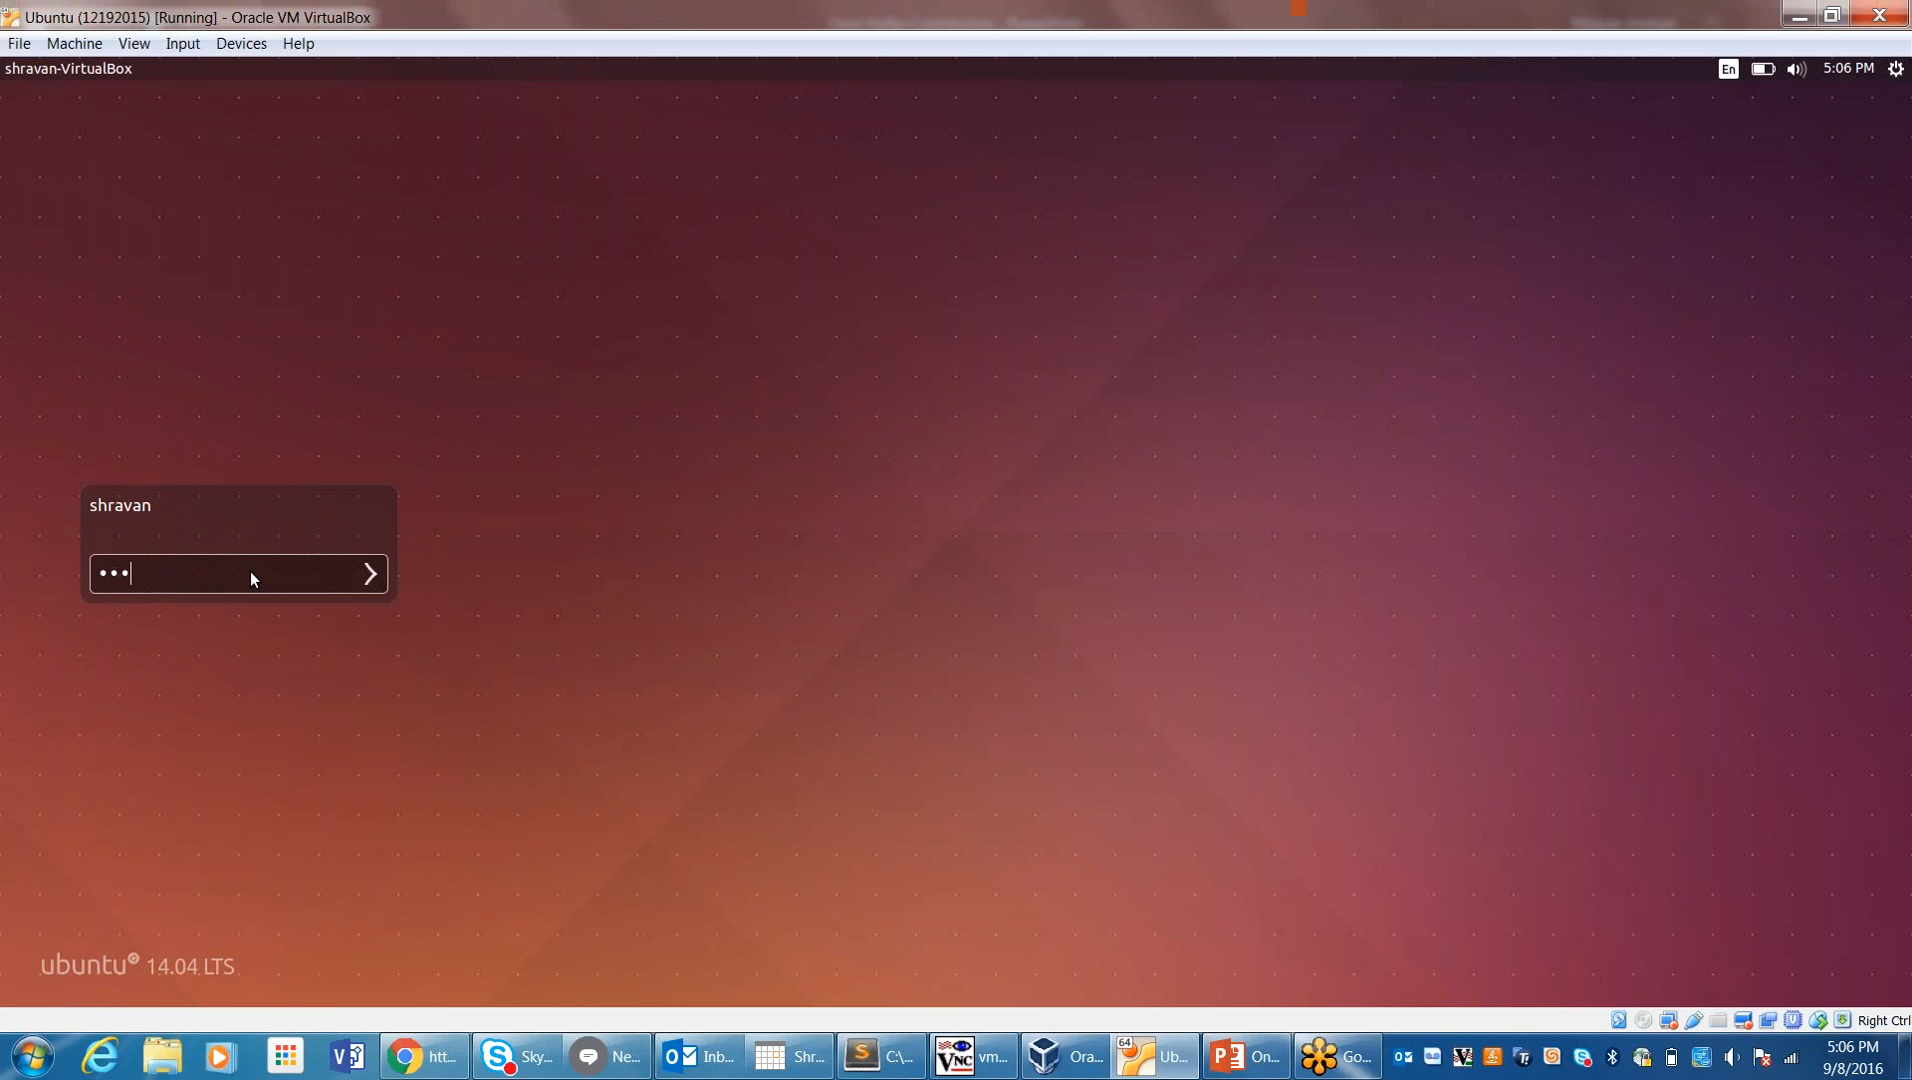 Ubuntu (12192015) [Running] - Oracle VM VirtualBox
File Machine View Input Devices Help
shravan-VirtualBox
En 5:06 PM
shravan
ubuntu® 14.04 LTS
Right Ctrl
htt... Sky... Ne... Inb... Shr... C:\... vm... Ora... 64 Ub... On... Go...
5:06 PM
9/8/2016